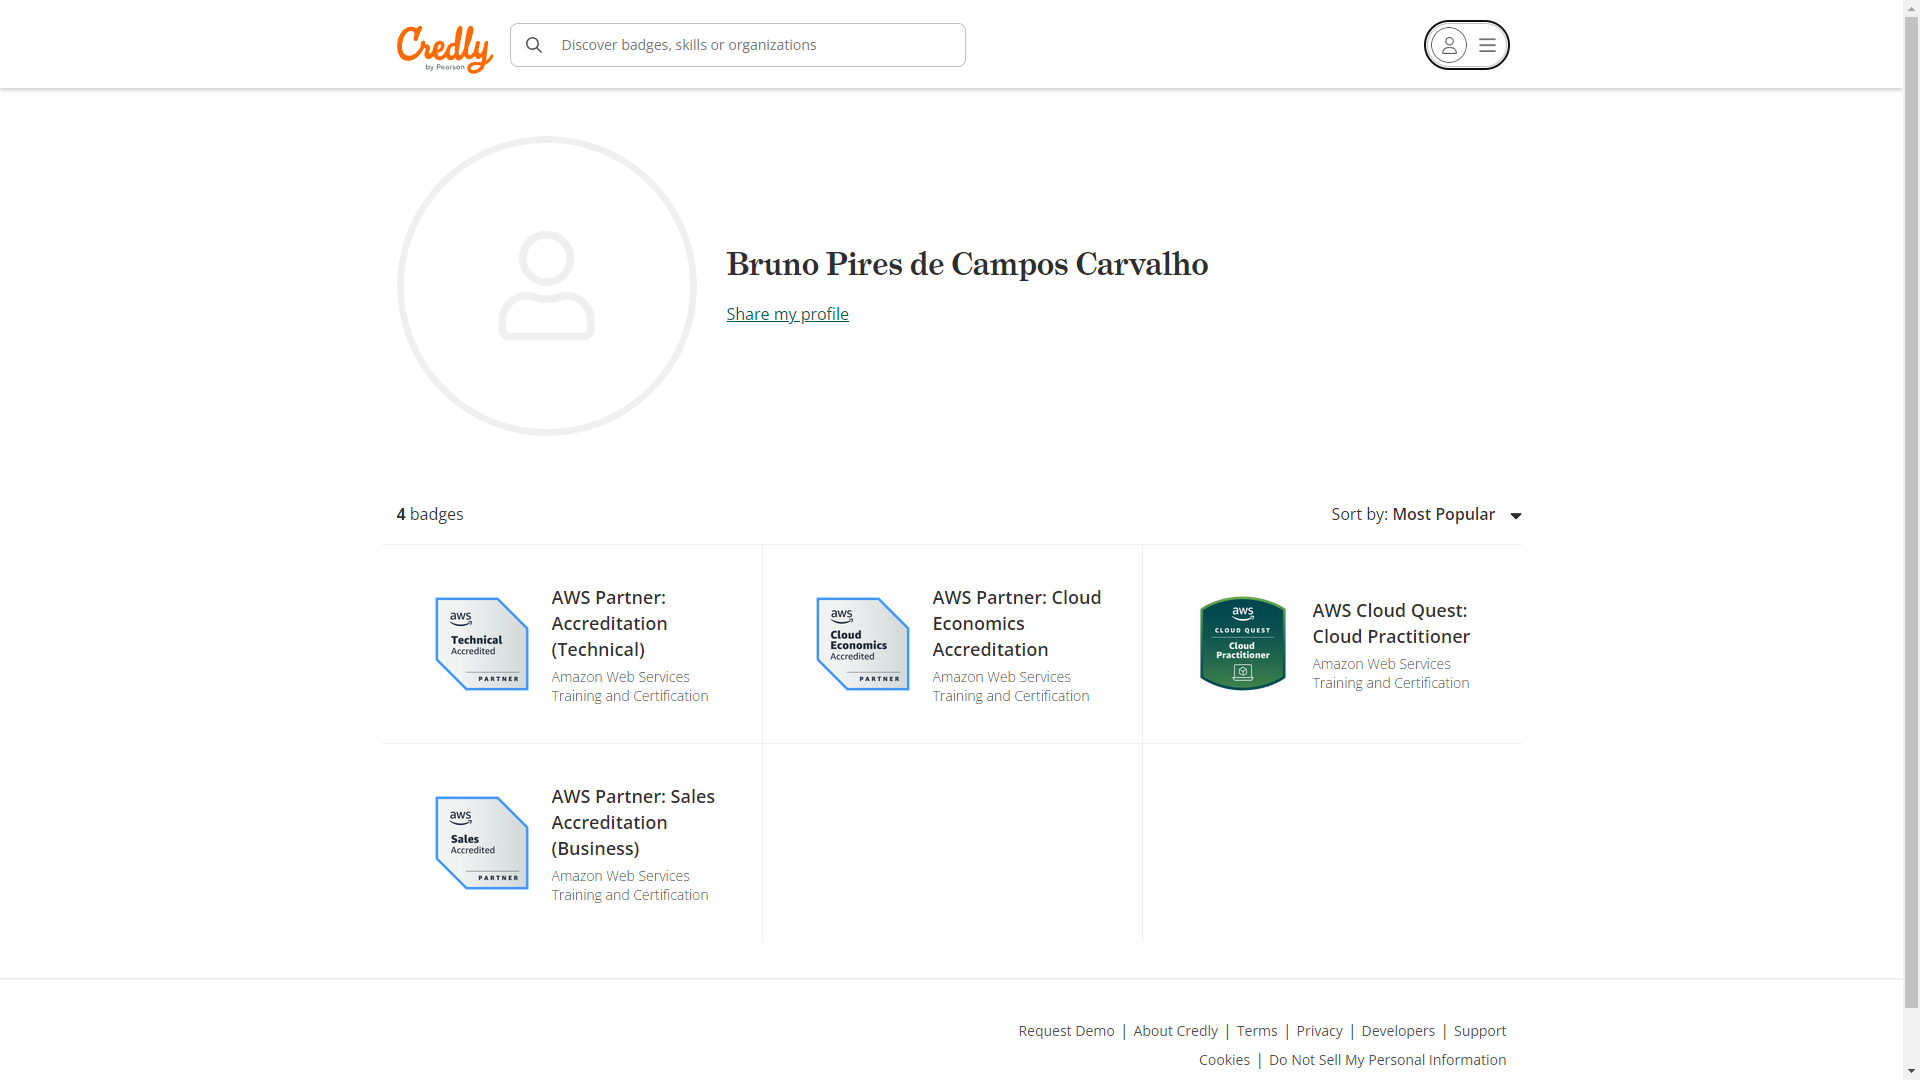 Credly
by Pearson
Discover badges, skills or organizations
Bruno Pires de Campos Carvalho
Share my profile
4 badges
Sort by: Most Popular
aws
Technical
Accredited
PARTNER
AWS Partner:
Accreditation
(Technical)
Amazon Web Services
Training and Certification
aws
Cloud
Economics
Accredited
PARTNER
AWS Partner: Cloud
Economics
Accreditation
Amazon Web Services
Training and Certification
aws
CLOUD QUEST
Cloud
Practitioner
AWS Cloud Quest:
Cloud Practitioner
Amazon Web Services
Training and Certification
aws
Sales
Accredited
PARTNER
AWS Partner: Sales
Accreditation
(Business)
Amazon Web Services
Training and Certification
Request Demo | About Credly | Terms | Privacy | Developers | Support
Cookies | Do Not Sell My Personal Information